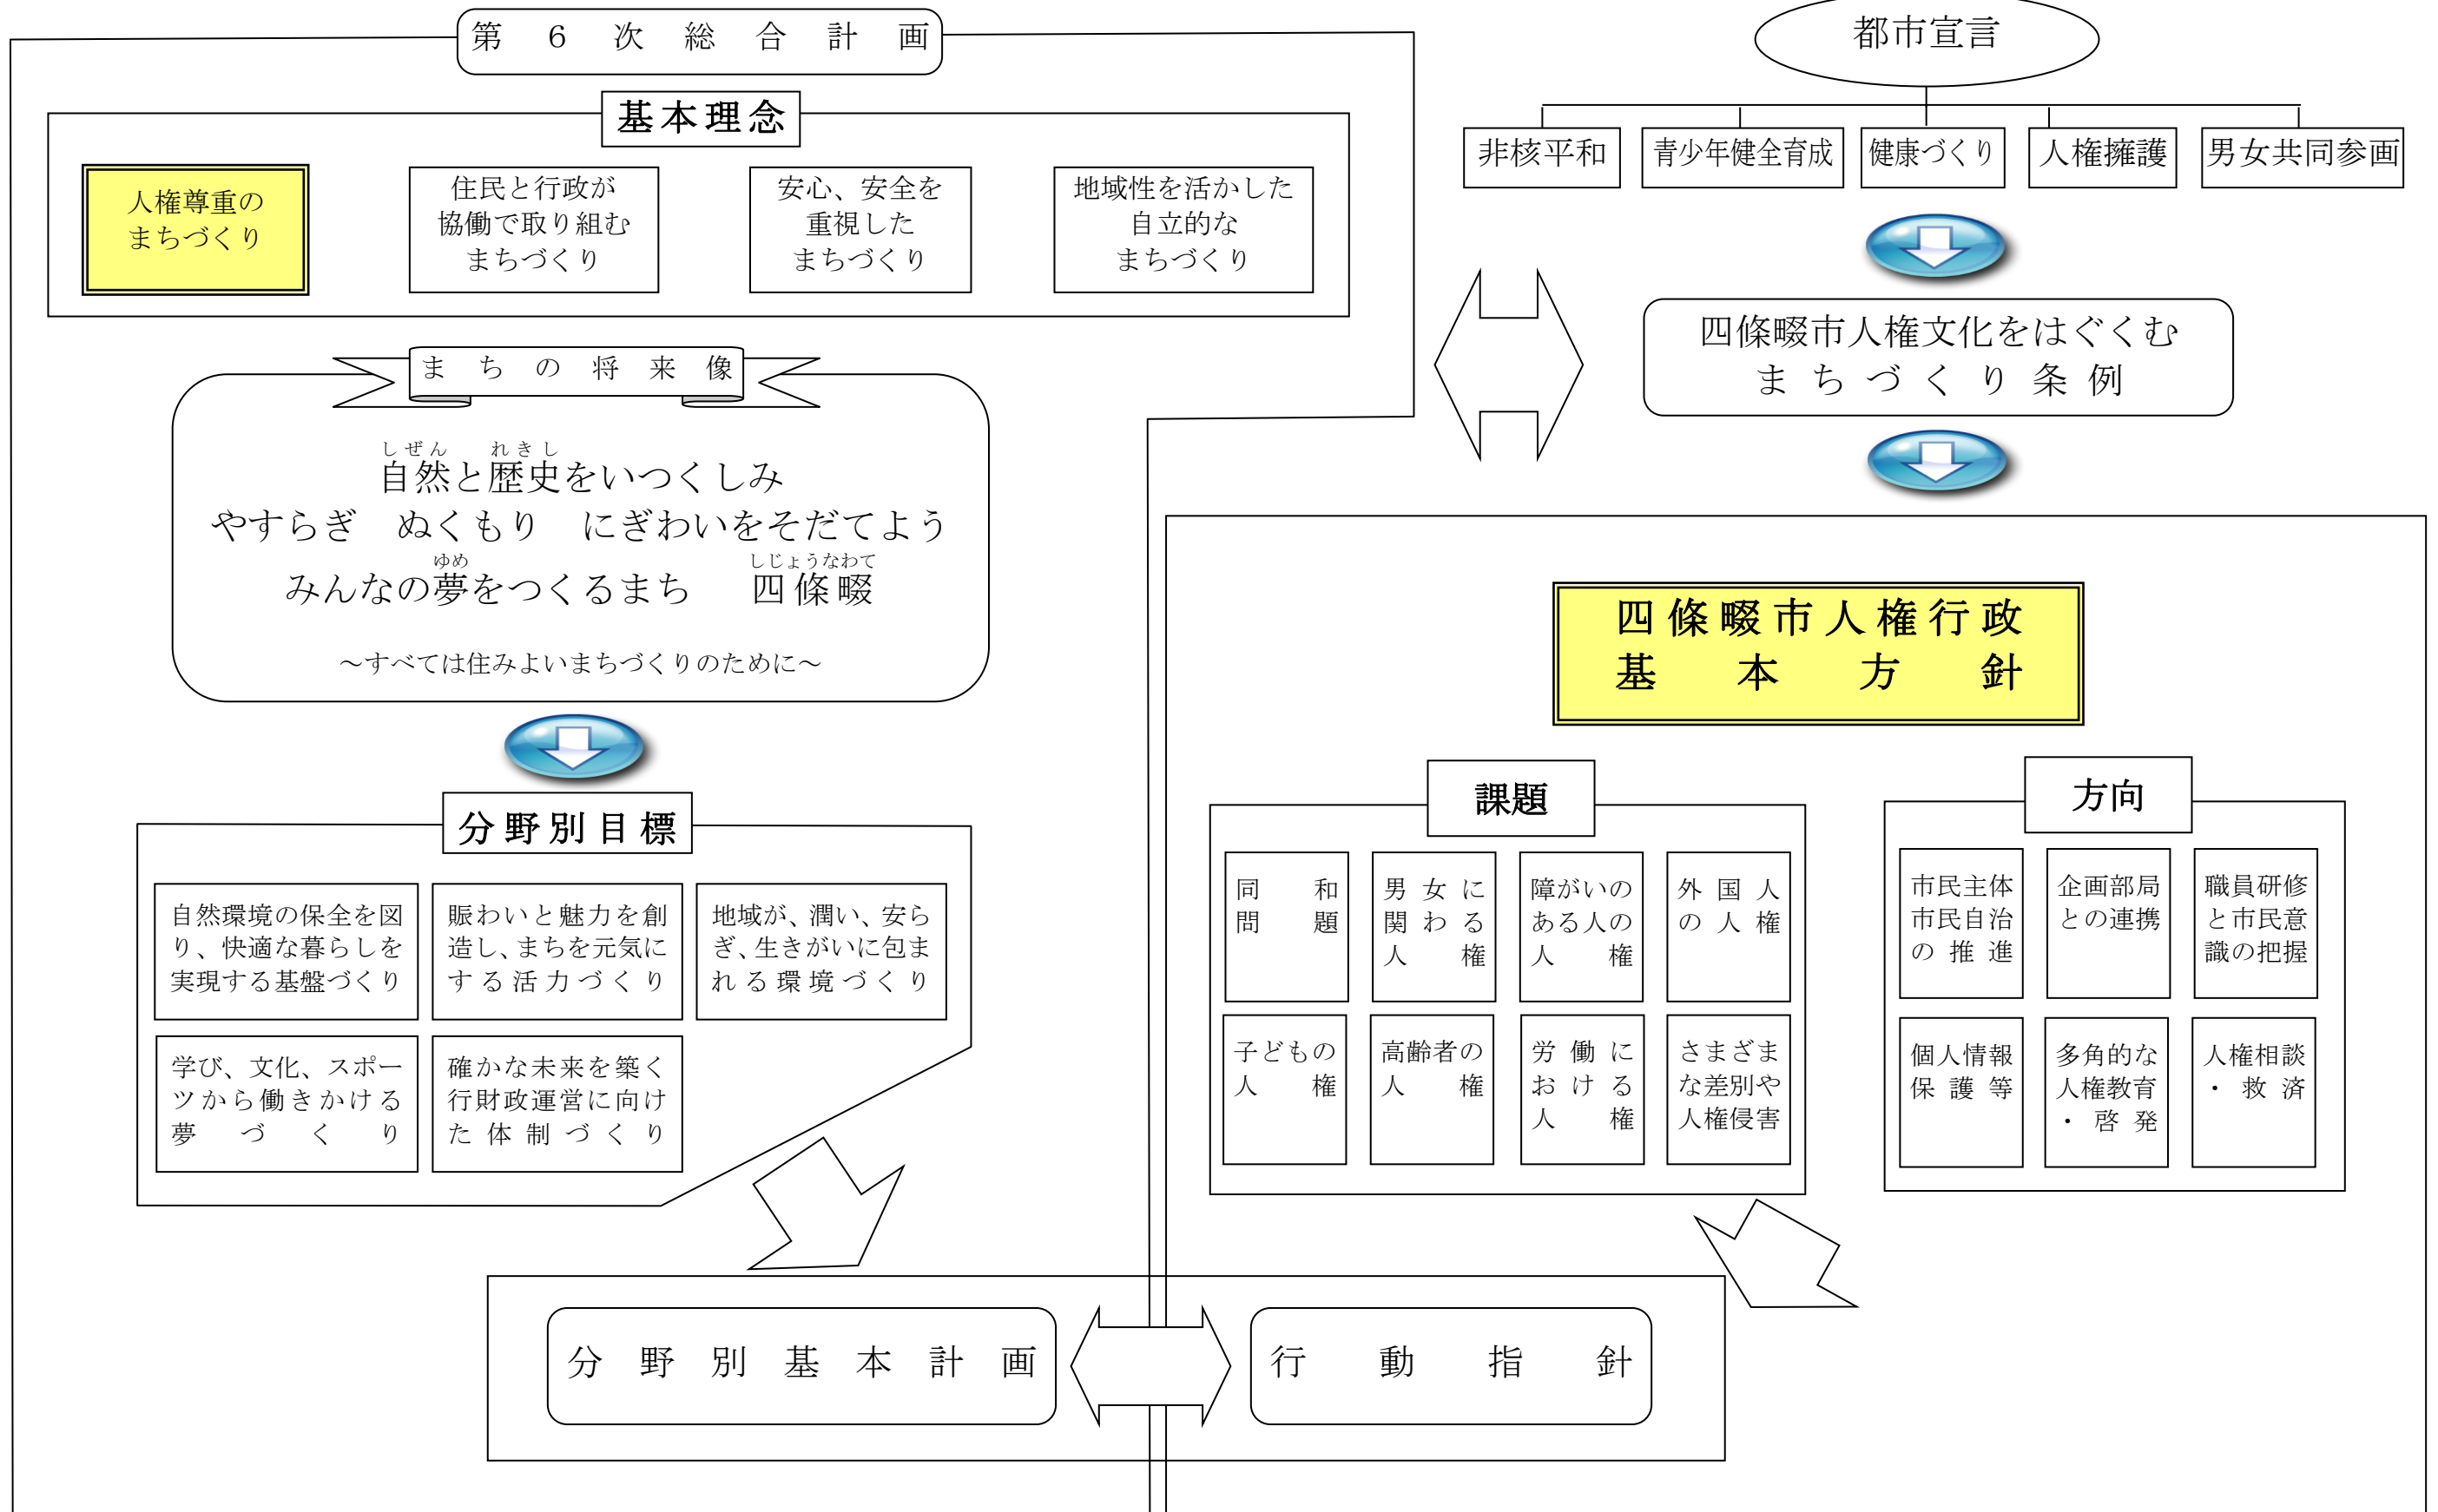 第６次総合計画
基本理念
人権尊重の
まちづくり
住民と行政が
協働で取り組む
まちづくり
安心、安全を
重視した
まちづくり
地域性を活かした
自立的な
まちづくり
まちの将来像
しぜん れきし
自然と歴史をいつくしみ
やすらぎ ぬくもり にぎわいをそだてよう
ゆめ しじょうなわて
みんなの夢をつくるまち 四條畷
～すべては住みよいまちづくりのために～
分野別目標
自然環境の保全を図
り、快適な暮らしを
実現する基盤づくり
賑わいと魅力を創
造し、まちを元気に
する活力づくり
地域が、潤い、安ら
ぎ、生きがいに包ま
れる環境づくり
学び、文化、スポー
ツから働きかける
夢づくり
確かな未来を築く
行財政運営に向け
た体制づくり
都市宣言
非核平和
青少年健全育成
健康づくり
人権擁護
男女共同参画
四條畷市人権文化をはぐくむ
まちづくり条例
四條畷市人権行政
基本方針
課題
同和
問題
男女に
関わる
人権
障がいの
ある人の
人権
外国人
の人権
子どもの
人権
高齢者の
人権
労働に
おける
人権
さまざま
な差別や
人権侵害
方向
市民主体
市民自治
の推進
企画部局
との連携
職員研修
と市民意
識の把握
個人情報
保護等
多角的な
人権教育
・啓発
人権相談
・救済
分野別基本計画
行動指針